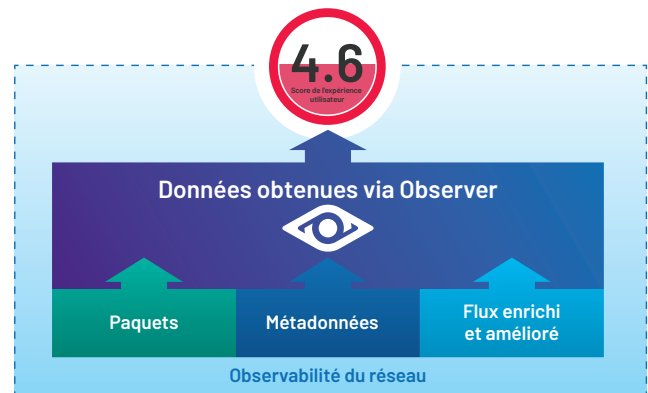 4.6
Score de l'expérience
utilisateur
Données obtenues via Observer
Paquets
Métadonnées
Flux enrichi
et amélioré
Observabilité du réseau